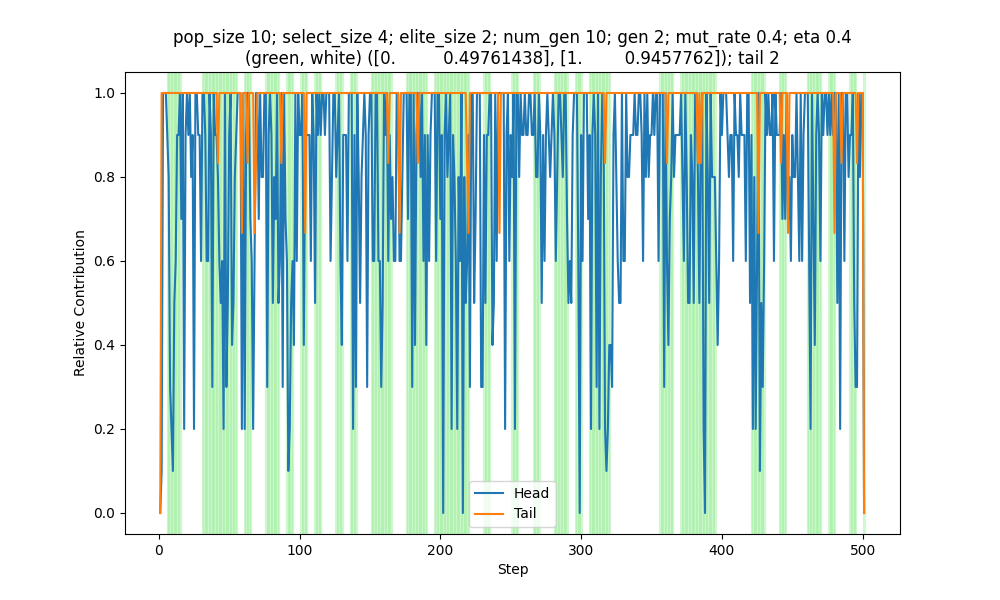 pop_size 10; select_size 4; elite_size 2; num_gen 10; gen 2; mut_rate 0.4; eta 0.4
(green, white) ([0. 0.49761438], [1. 0.9457762]); tail 2
1.0
0.8
0.6
0.4
0.2
0.0
Relative Contribution
Head
Tail
0 100 200 300 400 500
Step